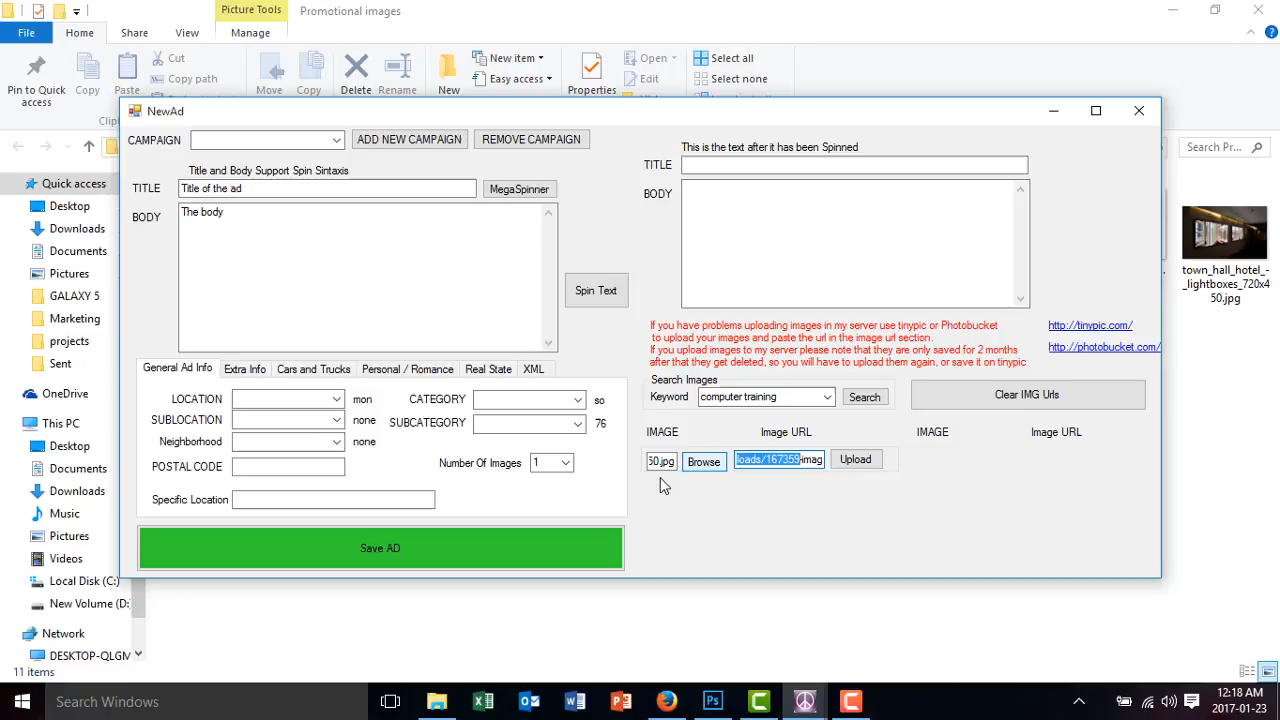 Picture Tools
Promotional images
File
Home
Share
View
Manage
Pin to Quick access
Copy
Paste
Cut
Copy path
Move
Copy
Delete
Rename
New
New item
Easy access
Properties
Open
Edit
Select all
Select none
NewAd
CAMPAIGN
ADD NEW CAMPAIGN
REMOVE CAMPAIGN
Title and Body Support Spin Sintaxis
TITLE
Title of the ad
MegaSpinner
BODY
The body
Spin Text
This is the text after it has been Spinned
TITLE
BODY
If you have problems uploading images in my server use tinypic or Photobucket
to upload your images and paste the url in the image url section.
If you upload images to my server please note that they are only saved for 2 months
after that they get deleted, so you will have to upload them again, or save it on tinypic
http://tinypic.com/
http://photobucket.com/
Search Images
Keyword
computer training
Search
Clear IMG Urls
IMAGE
Image URL
IMAGE
Image URL
50.jpg
Browse
loads/167359-imag
Upload
General Ad Info
Extra Info
Cars and Trucks
Personal / Romance
Real State
XML
LOCATION
mon
CATEGORY
so
SUBLOCATION
none
SUBCATEGORY
76
Neighborhood
none
POSTAL CODE
Number Of Images
1
Specific Location
Save AD
Search Pr...
Quick access
Desktop
Downloads
Documents
Pictures
GALAXY 5
Marketing
projects
Sent
OneDrive
This PC
Desktop
Documents
Downloads
Music
Pictures
Videos
Local Disk (C:)
New Volume (D:
Network
DESKTOP-QLGM
town_hall_hotel_-
_lightboxes_720x4
50.jpg
11 items
Search Windows
12:18 AM
2017-01-23